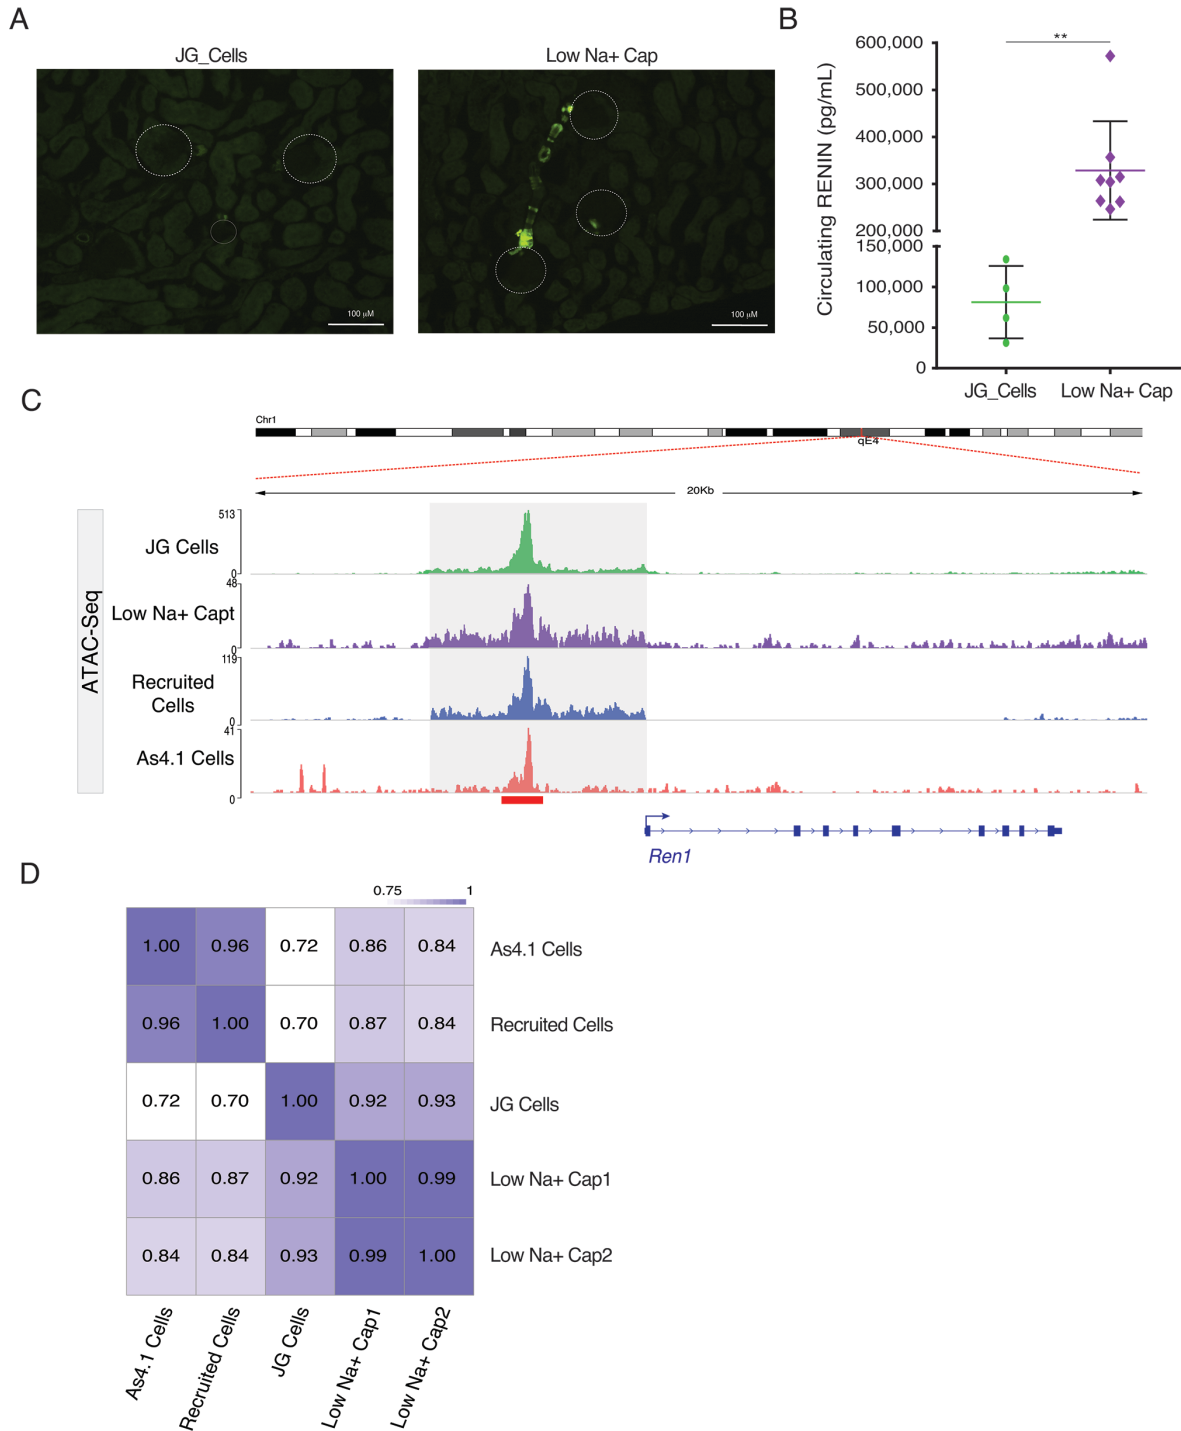 A
JG_Cells
Low Na+ Cap
100 µM
100 µM
B
**
Circulating RENIN (pg/mL)
600,000
500,000
400,000
300,000
200,000
150,000
100,000
50,000
0
JG_Cells
Low Na+ Cap
C
Chr1
qE4
20Kb
ATAC-Seq
JG Cells
513
0
Low Na+ Capt
48
0
Recruited
Cells
119
0
As4.1 Cells
41
0
Ren1
D
0.75 1
1.00 0.96 0.72 0.86 0.84 As4.1 Cells
0.96 1.00 0.70 0.87 0.84 Recruited Cells
0.72 0.70 1.00 0.92 0.93 JG Cells
0.86 0.87 0.92 1.00 0.99 Low Na+ Cap1
0.84 0.84 0.93 0.99 1.00 Low Na+ Cap2
As4.1 Cells
Recruited Cells
JG Cells
Low Na+ Cap1
Low Na+ Cap2